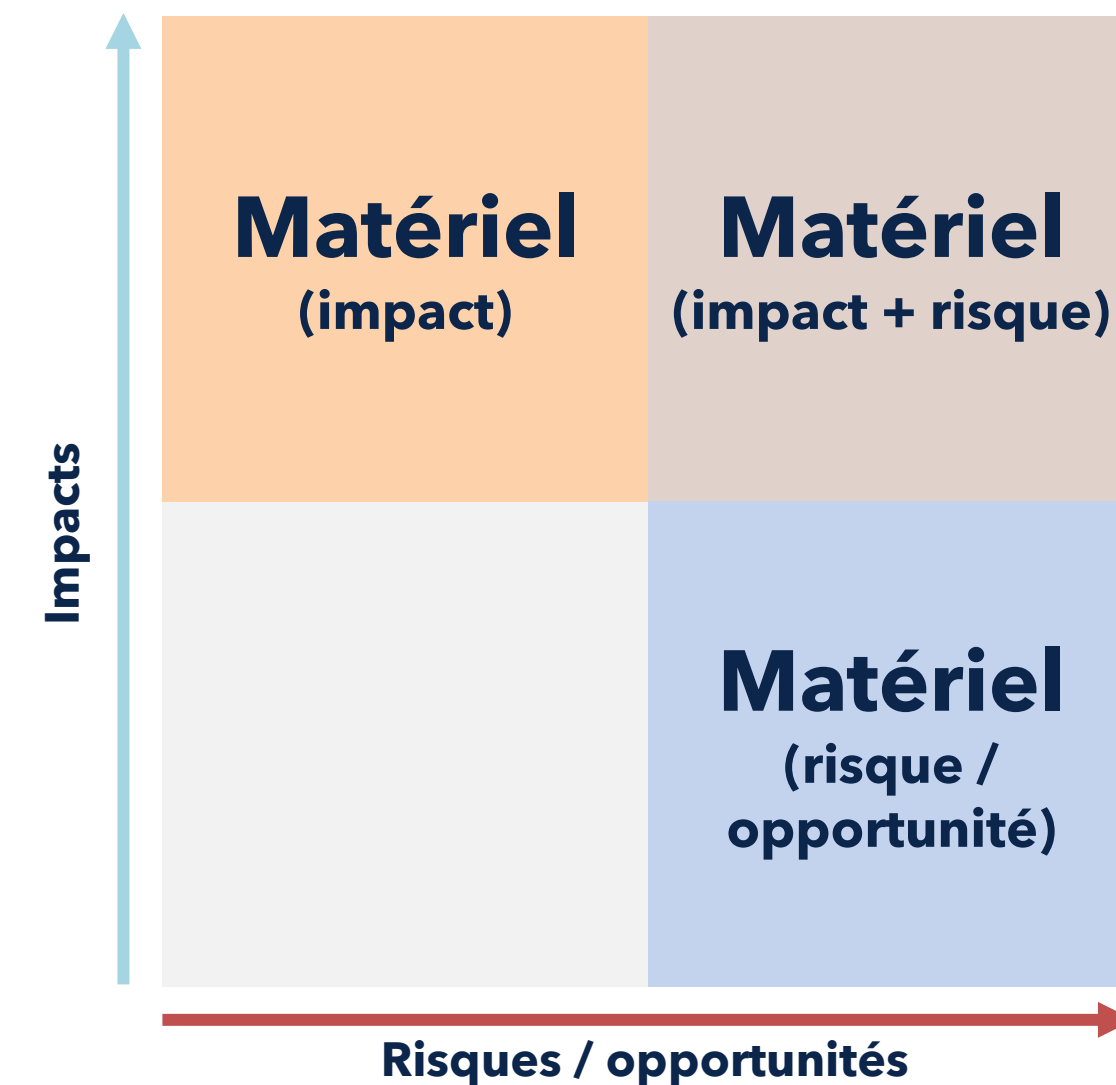 Matériel
(impact)
Matériel
(impact + risque)
Impacts
Matériel
(risque /
opportunité)
Risques / opportunités